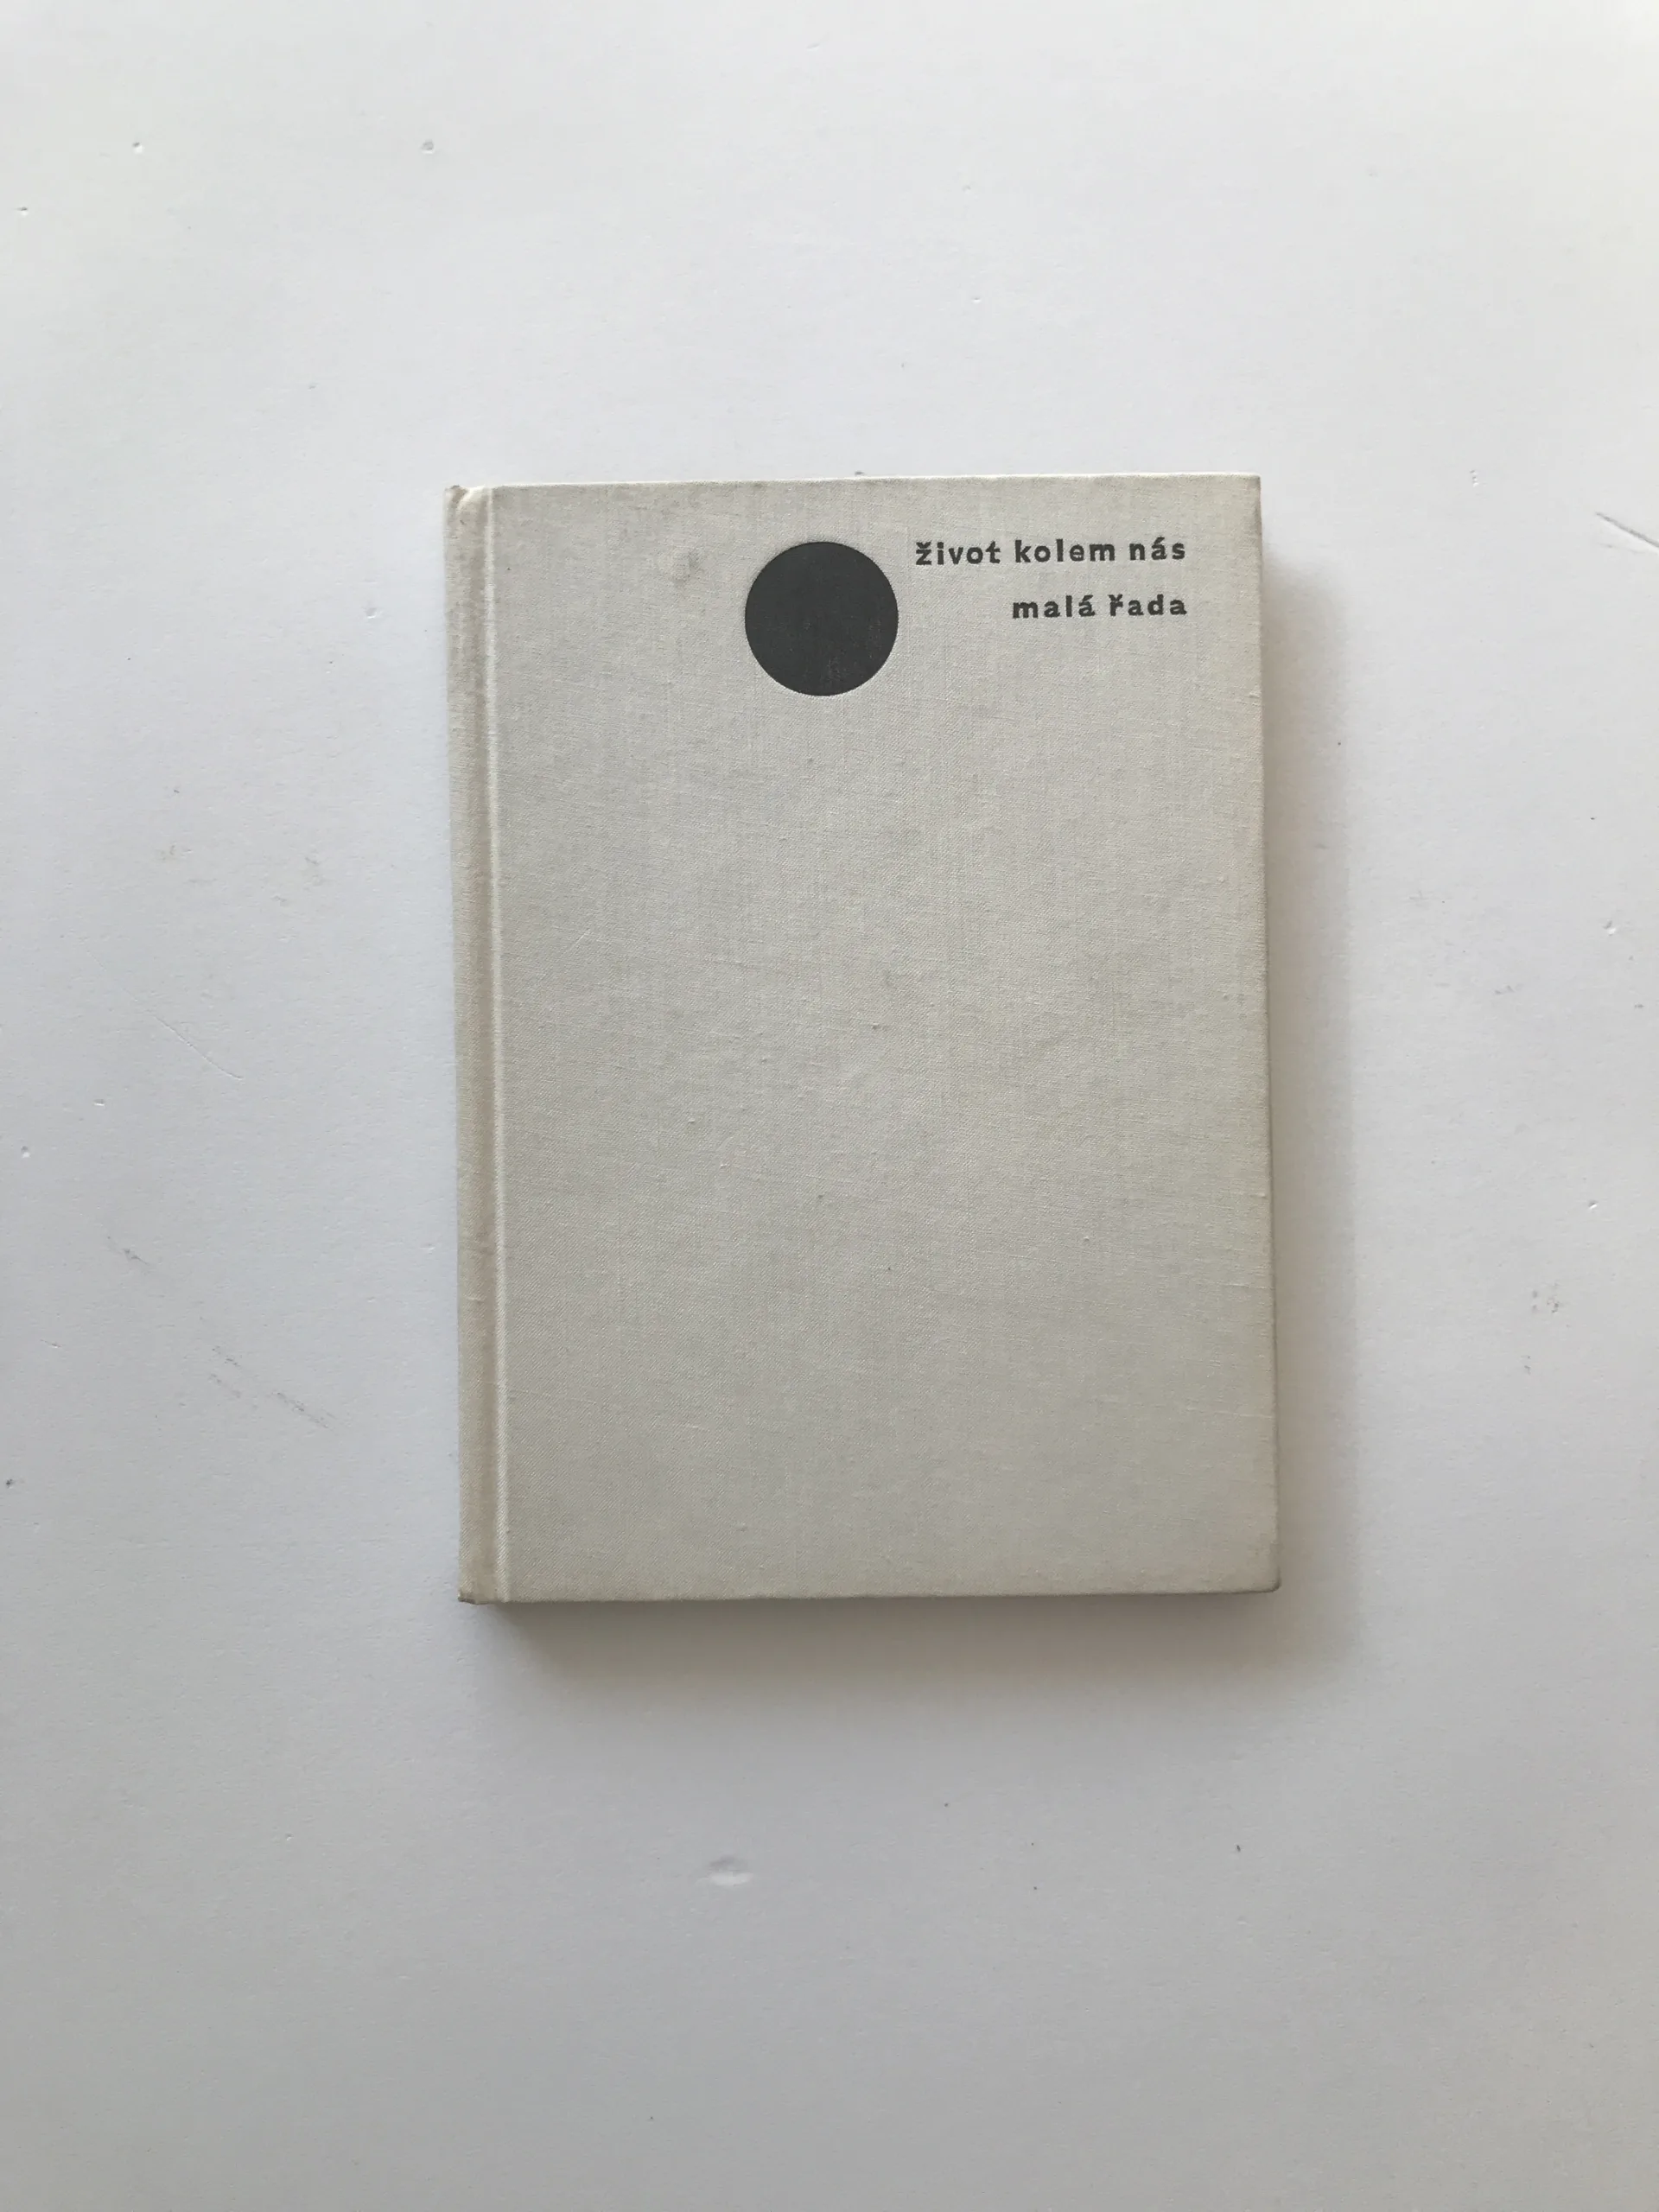 život kolem nás
malá řada